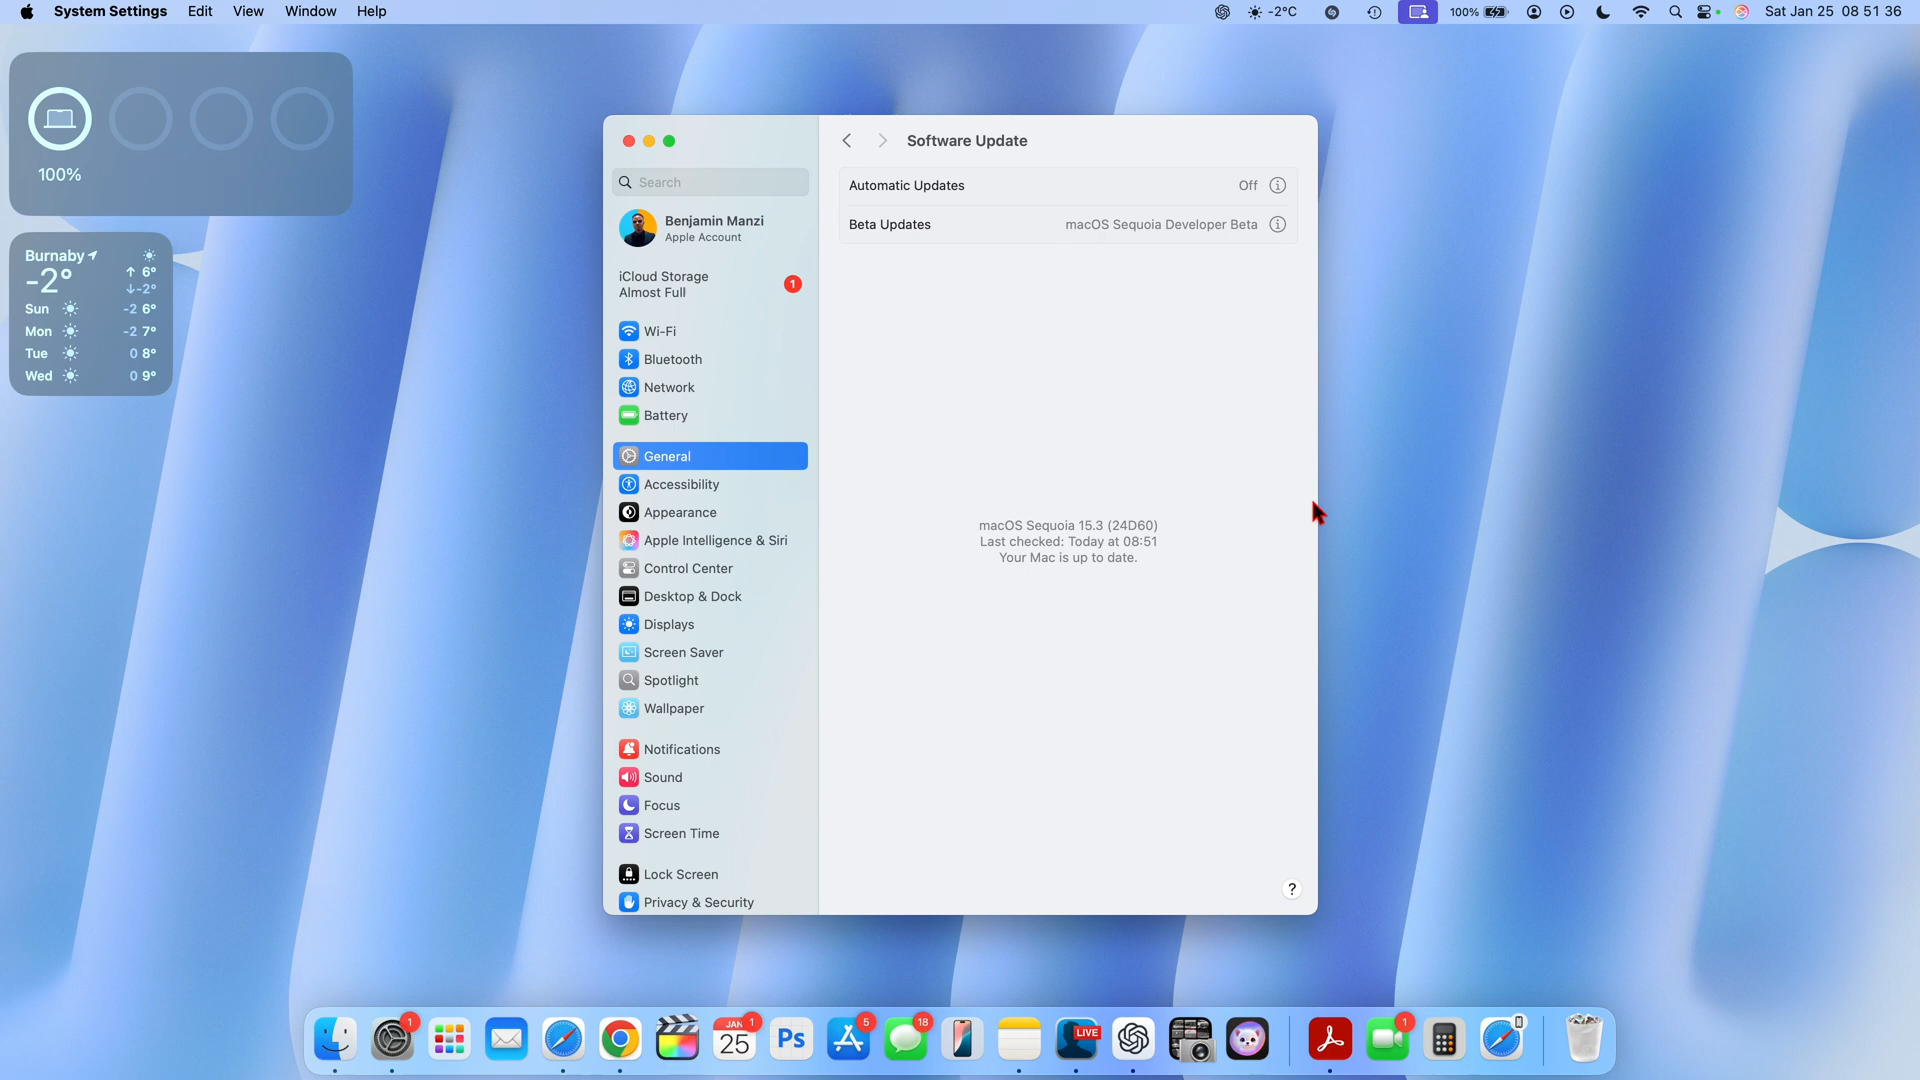 System Settings Edit View Window Help
-2°C 100% Sat Jan 25 08 51 36
100%
Burnaby
-2° ↑ 6°
↓-2°
Sun -2 6°
Mon -2 7°
Tue 0 8°
Wed 0 9°
Search
Benjamin Manzi
Apple Account
iCloud Storage
Almost Full
1
Wi-Fi
Bluetooth
Network
Battery
General
Accessibility
Appearance
Apple Intelligence & Siri
Control Center
Desktop & Dock
Displays
Screen Saver
Spotlight
Wallpaper
Notifications
Sound
Focus
Screen Time
Lock Screen
Privacy & Security
Software Update
Automatic Updates Off
Beta Updates macOS Sequoia Developer Beta
macOS Sequoia 15.3 (24D60)
Last checked: Today at 08:51
Your Mac is up to date.
?
1 1 5 18 1
JAN
25
Ps
LIVE